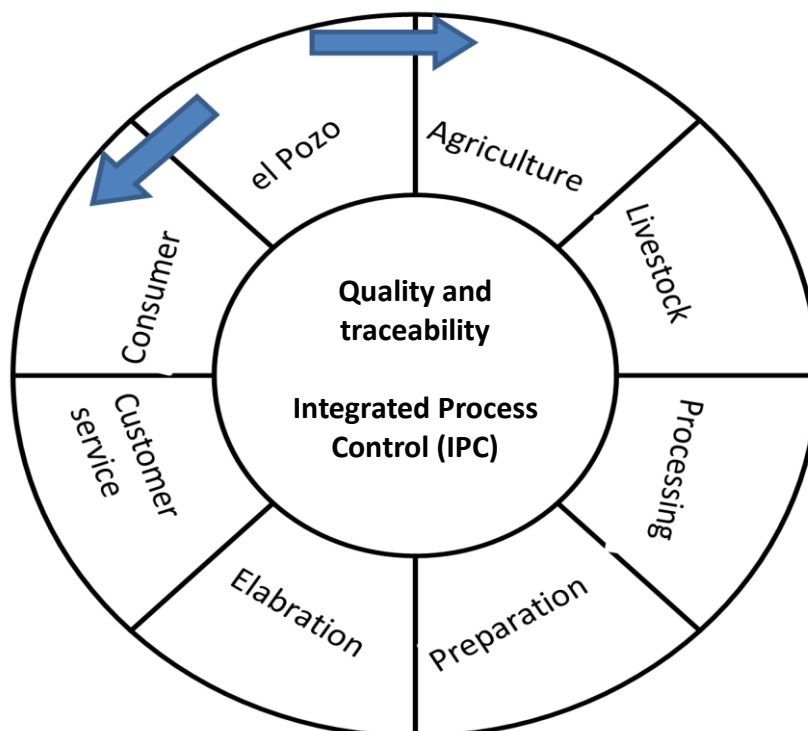 el Pozo
Agriculture
Livestock
Processing
Preparation
Elabration
Customer
service
Consumer
Quality and
traceability
Integrated Process
Control (IPC)